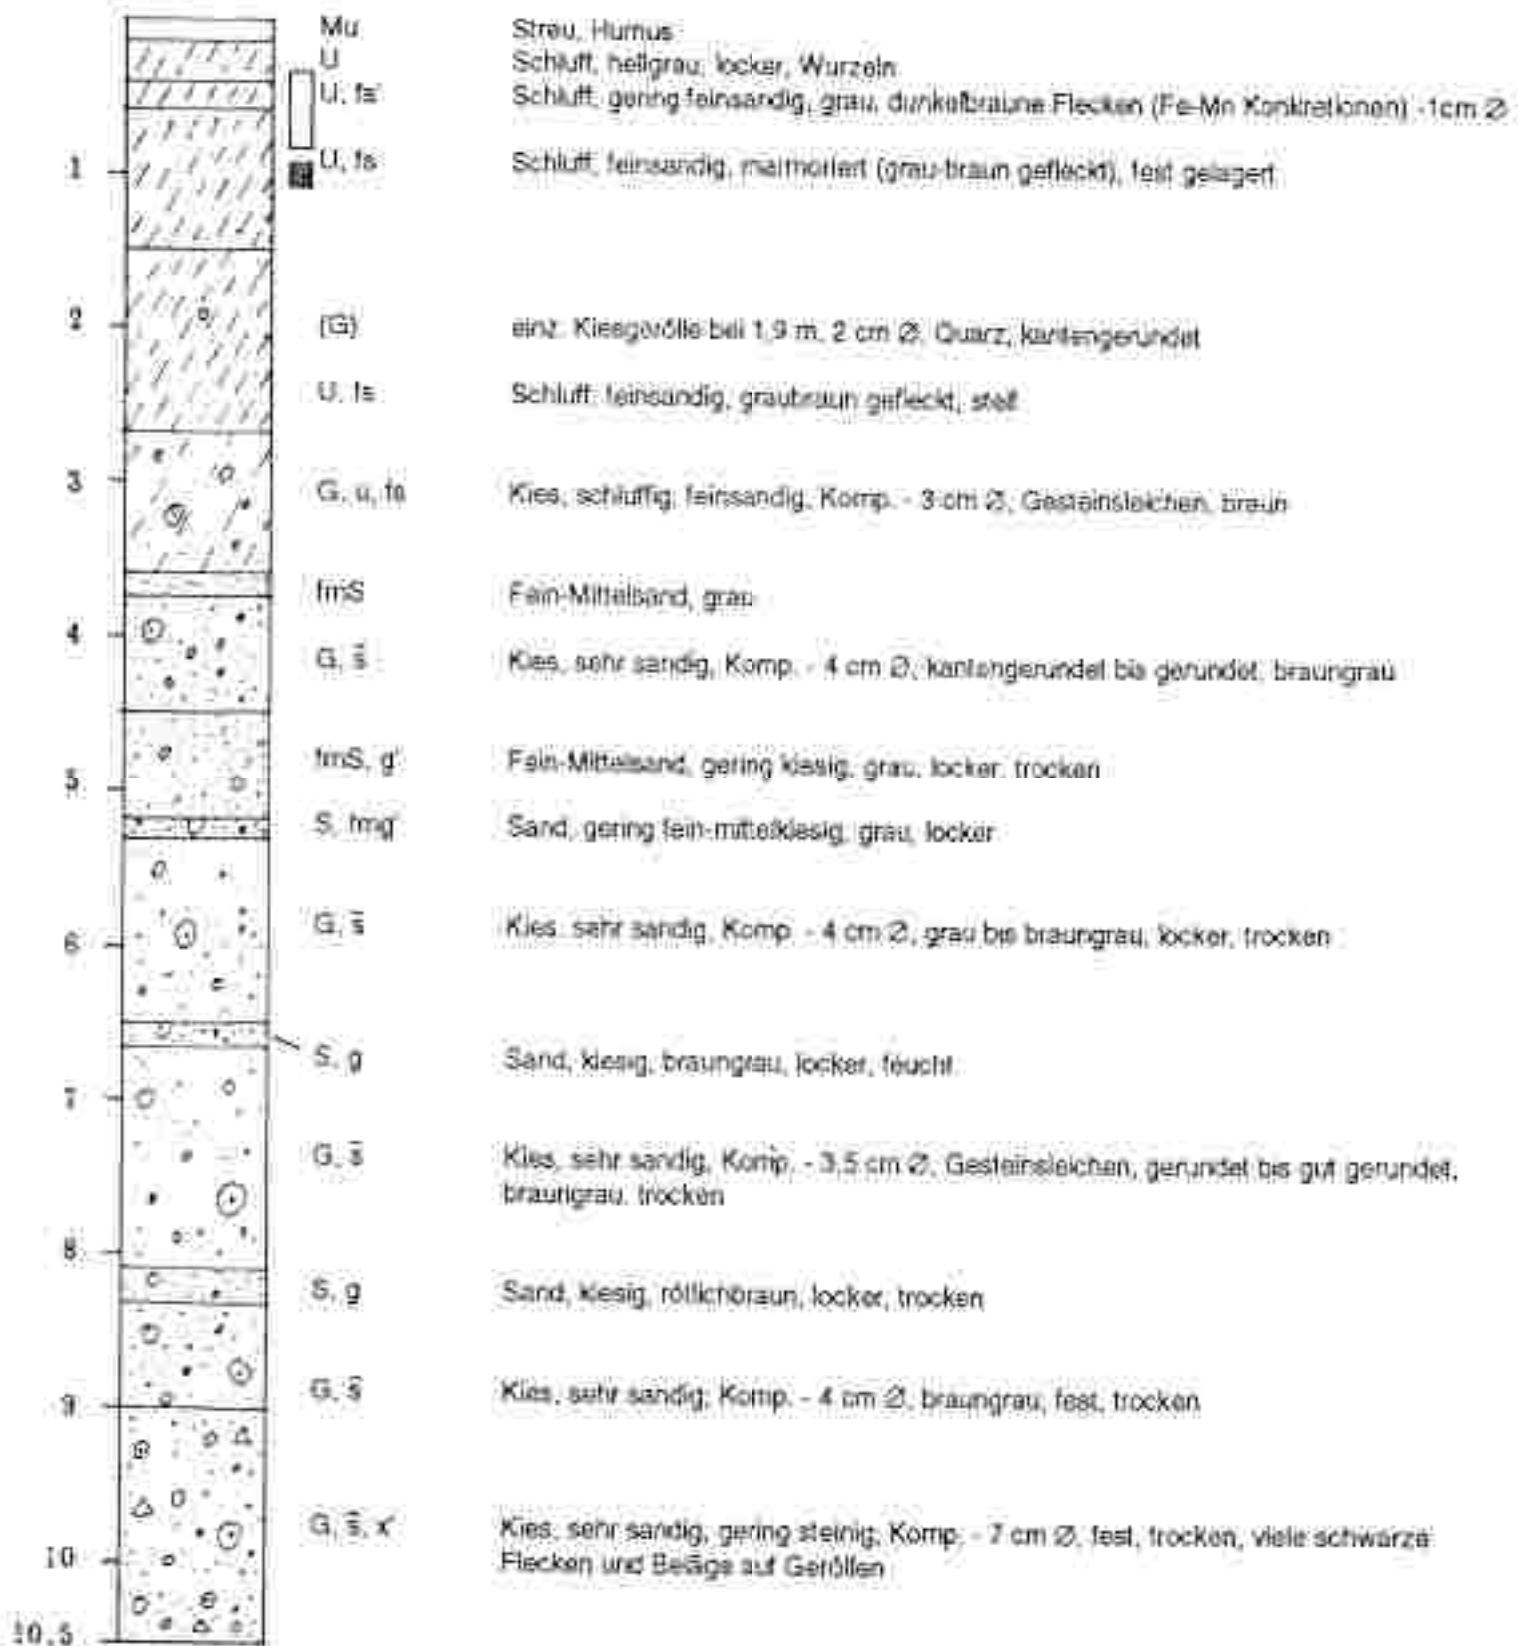 Mu Streu, Humus
U Schluff, hellgrau, locker, Wurzeln
U, fs' Schluff, gering feinsandig, grau, dunkelbraune Flecken (Fe-Mn Konkretionen) -1cm Ø
1 U, fs Schluff, feinsandig, marmoriert (grau-braun gefleckt), fest gelagert
2 (G) einz. Kiesgerölle bei 1,9 m, 2 cm Ø, Quarz, kantengerundet
U, fs Schluff, feinsandig, graubraun gefleckt, steif
3 G, u, fs Kies, schluffig, feinsandig, Komp. - 3 cm Ø, Gesteinsleichen, braun
fmS Fein-Mittelsand, grau
4 G, s̄ Kies, sehr sandig, Komp. - 4 cm Ø, kantengerundet bis gerundet, braungrau
5 fmS, g' Fein-Mittelsand, gering kiesig, grau, locker, trocken
S, fmg' Sand, gering fein-mittelkiesig, grau, locker
6 G, s̄ Kies, sehr sandig, Komp. - 4 cm Ø, grau bis braungrau, locker, trocken
S, g Sand, kiesig, braungrau, locker, feucht
7 G, s̄ Kies, sehr sandig, Komp. - 3,5 cm Ø, Gesteinsleichen, gerundet bis gut gerundet,
braungrau, trocken
8 S, g Sand, kiesig, rötlichbraun, locker, trocken
9 G, s̄ Kies, sehr sandig, Komp. - 4 cm Ø, braungrau, fest, trocken
G, s̄, x' Kies, sehr sandig, gering steinig, Komp. - 7 cm Ø, fest, trocken, viele schwarze
10 Flecken und Beläge auf Geröllen
10,5